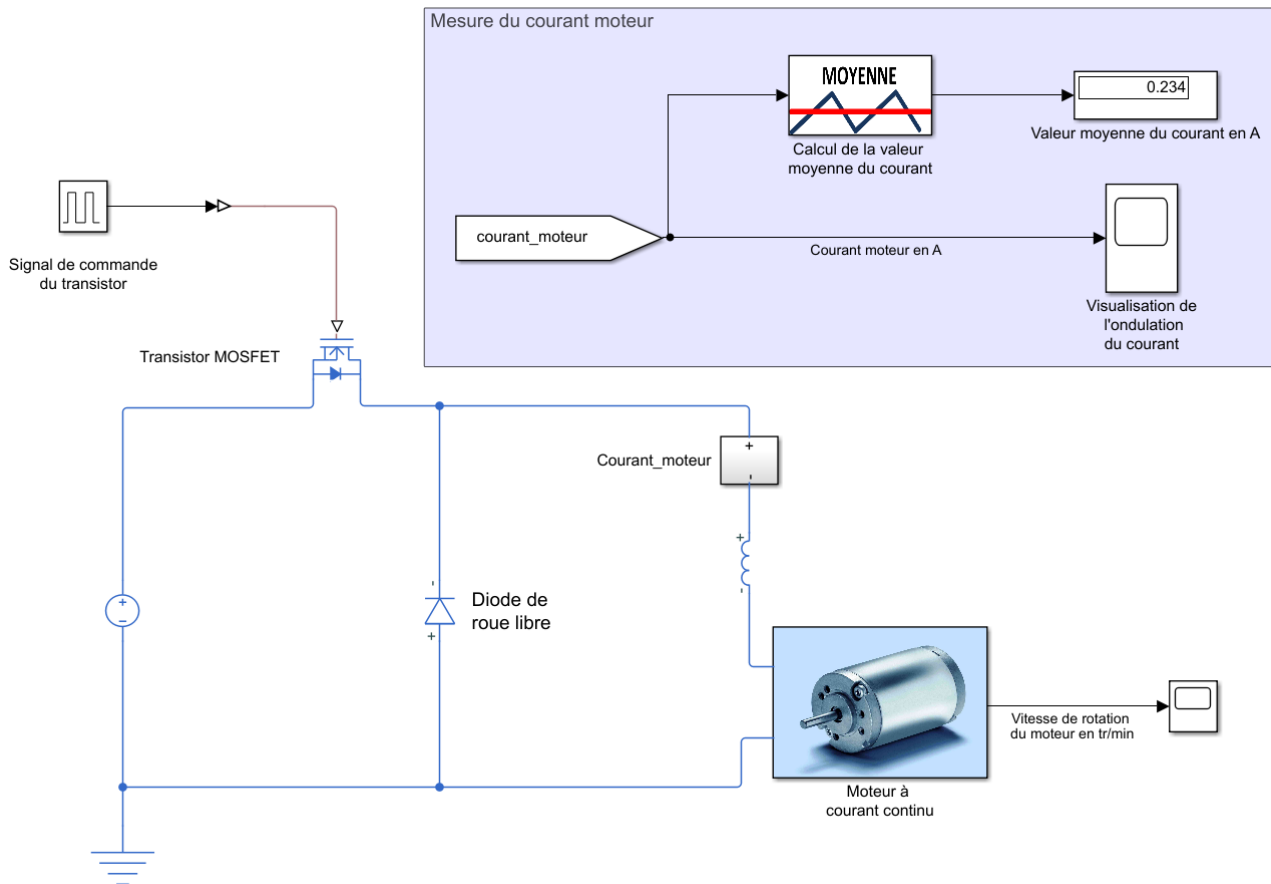 Mesure du courant moteur
MOYENNE
0.234
Valeur moyenne du courant en A
Calcul de la valeur
moyenne du courant
courant_moteur
Courant moteur en A
Visualisation de
l'ondulation
du courant
Signal de commande
du transistor
Transistor MOSFET
Courant_moteur
+
-
+
-
+
-
-
+
Diode de
roue libre
Vitesse de rotation
du moteur en tr/min
Moteur à
courant continu